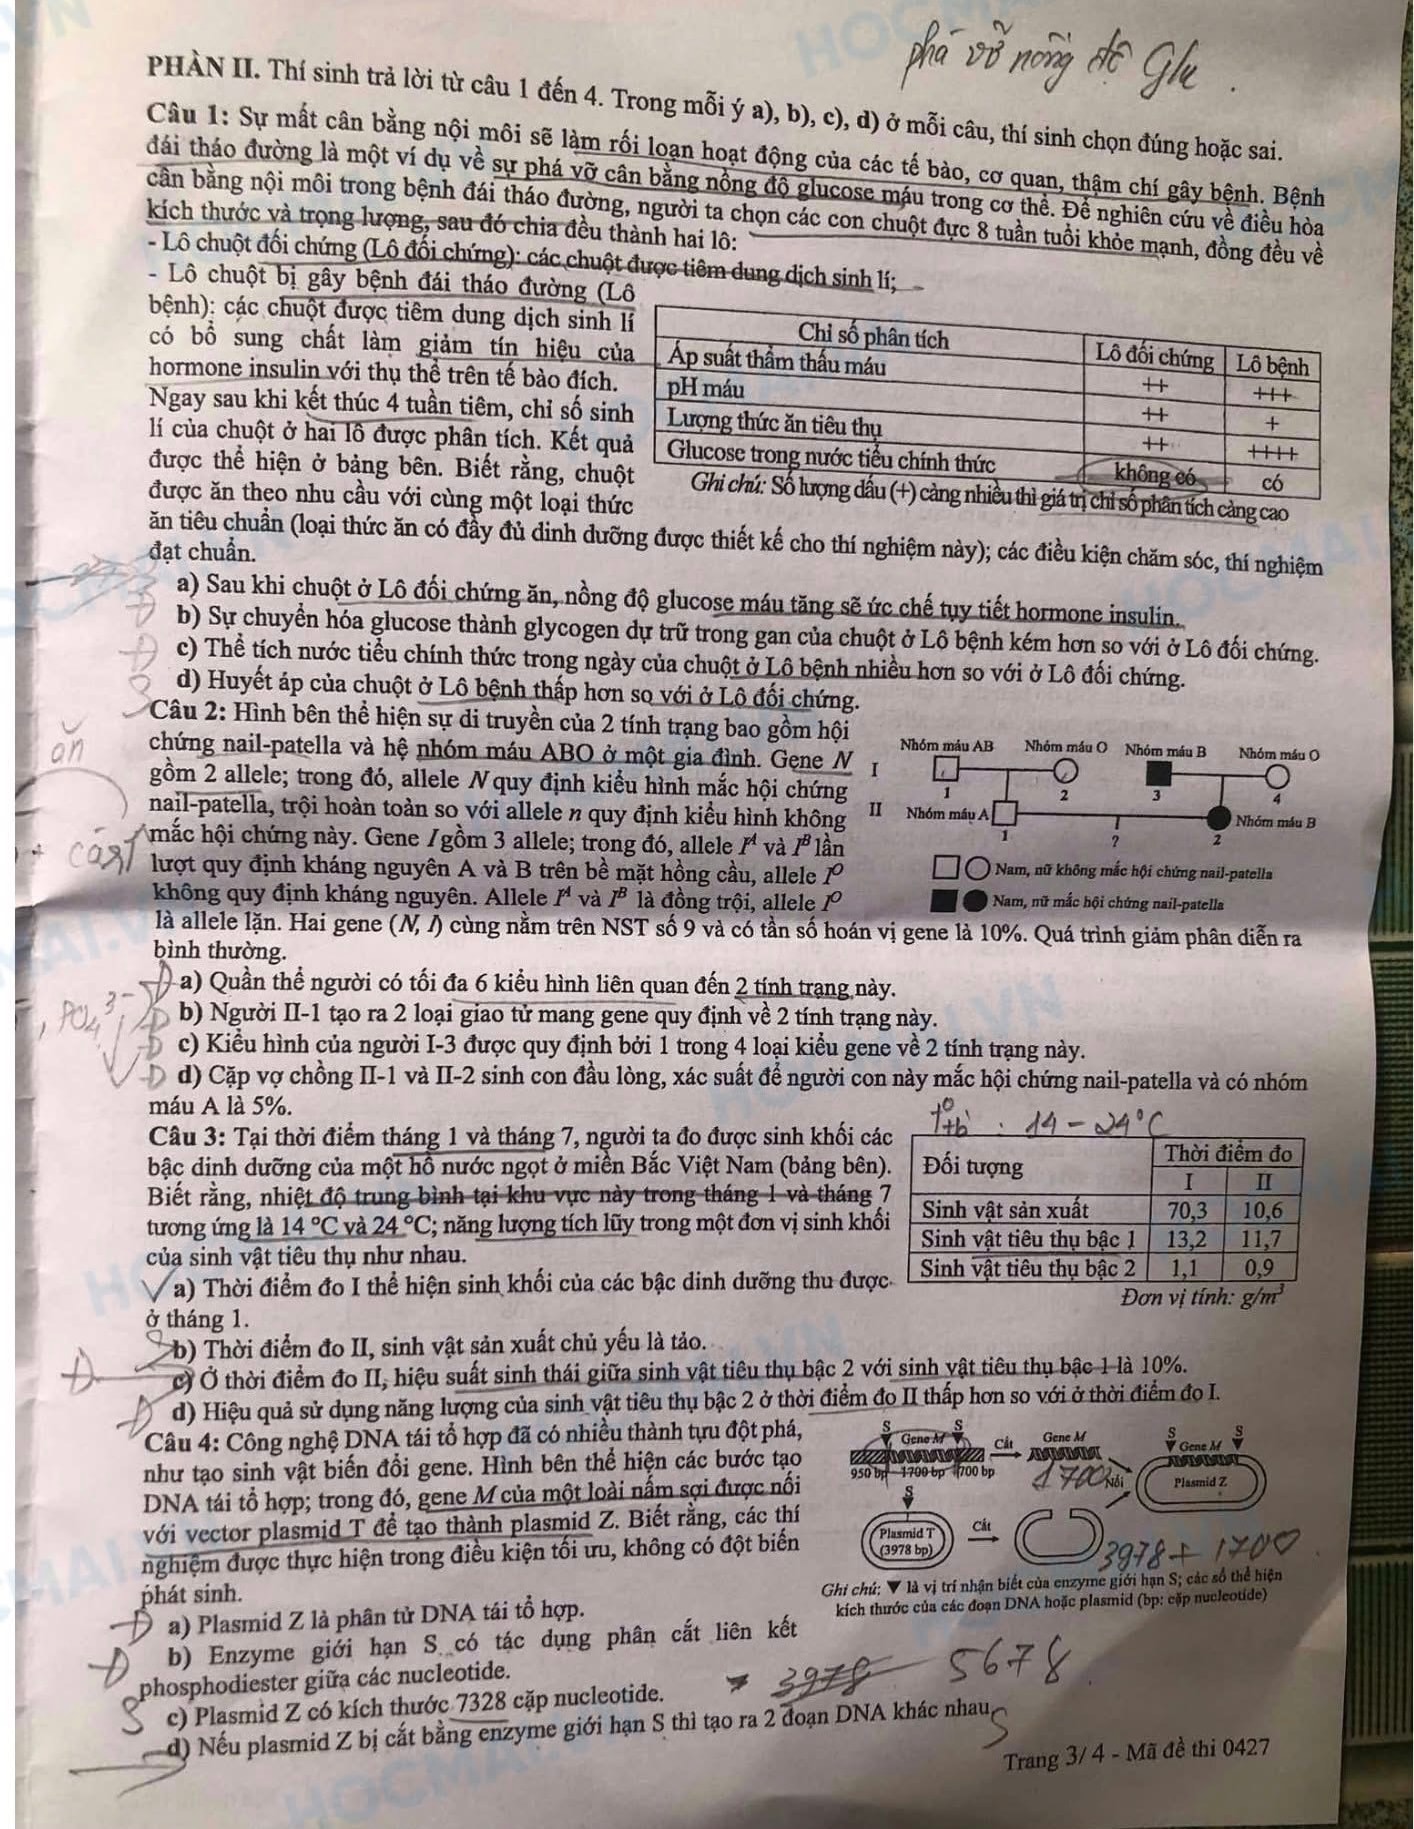 phá vỡ nồng độ Glu.
PHẦN II. Thí sinh trả lời từ câu 1 đến 4. Trong mỗi ý a), b), c), d) ở mỗi câu, thí sinh chọn đúng hoặc sai.
Câu 1: Sự mất cân bằng nội môi sẽ làm rối loạn hoạt động của các tế bào, cơ quan, thậm chí gây bệnh. Bệnh
đái tháo đường là một ví dụ về sự phá vỡ cân bằng nồng độ glucose máu trong cơ thể. Để nghiên cứu về điều hòa
cân bằng nội môi trong bệnh đái tháo đường, người ta chọn các con chuột đực 8 tuần tuổi khỏe mạnh, đồng đều về
kích thước và trọng lượng, sau đó chia đều thành hai lô:
- Lô chuột đối chứng (Lô đối chứng): các chuột được tiêm dung dịch sinh lí;
- Lô chuột bị gây bệnh đái tháo đường (Lô
bệnh): các chuột được tiêm dung dịch sinh lí
có bổ sung chất làm giảm tín hiệu của
hormone insulin với thụ thể trên tế bào đích.
Ngay sau khi kết thúc 4 tuần tiêm, chỉ số sinh
lí của chuột ở hai lô được phân tích. Kết quả
được thể hiện ở bảng bên. Biết rằng, chuột
được ăn theo nhu cầu với cùng một loại thức
Chỉ số phân tích Lô đối chứng Lô bệnh
Áp suất thẩm thấu máu ++ +++
pH máu ++ +
Lượng thức ăn tiêu thụ ++ ++++
Glucose trong nước tiểu chính thức không có có
Ghi chú: Số lượng dấu (+) càng nhiều thì giá trị chỉ số phân tích càng cao
ăn tiêu chuẩn (loại thức ăn có đầy đủ dinh dưỡng được thiết kế cho thí nghiệm này); các điều kiện chăm sóc, thí nghiệm
đạt chuẩn.
a) Sau khi chuột ở Lô đối chứng ăn, nồng độ glucose máu tăng sẽ ức chế tụy tiết hormone insulin.
Đ b) Sự chuyển hóa glucose thành glycogen dự trữ trong gan của chuột ở Lô bệnh kém hơn so với ở Lô đối chứng.
Đ c) Thể tích nước tiểu chính thức trong ngày của chuột ở Lô bệnh nhiều hơn so với ở Lô đối chứng.
S d) Huyết áp của chuột ở Lô bệnh thấp hơn so với ở Lô đối chứng.
Câu 2: Hình bên thể hiện sự di truyền của 2 tính trạng bao gồm hội
chứng nail-patella và hệ nhóm máu ABO ở một gia đình. Gene N
gồm 2 allele; trong đó, allele N quy định kiểu hình mắc hội chứng
nail-patella, trội hoàn toàn so với allele n quy định kiểu hình không
mắc hội chứng này. Gene I gồm 3 allele; trong đó, allele Iᴬ và Iᴮ lần
lượt quy định kháng nguyên A và B trên bề mặt hồng cầu, allele Iᴼ
không quy định kháng nguyên. Allele Iᴬ và Iᴮ là đồng trội, allele Iᴼ
ăn
Nhóm máu AB Nhóm máu O Nhóm máu B Nhóm máu O
I
1 2 3 4
II Nhóm máu A Nhóm máu B
1 ? 2
Nam, nữ không mắc hội chứng nail-patella
Nam, nữ mắc hội chứng nail-patella
là allele lặn. Hai gene (N, I) cùng nằm trên NST số 9 và có tần số hoán vị gene là 10%. Quá trình giảm phân diễn ra
bình thường.
Đ a) Quần thể người có tối đa 6 kiểu hình liên quan đến 2 tính trạng này.
, PO₄³⁻
Đ b) Người II-1 tạo ra 2 loại giao tử mang gene quy định về 2 tính trạng này.
Đ c) Kiểu hình của người I-3 được quy định bởi 1 trong 4 loại kiểu gene về 2 tính trạng này.
Đ d) Cặp vợ chồng II-1 và II-2 sinh con đầu lòng, xác suất để người con này mắc hội chứng nail-patella và có nhóm
máu A là 5%.
t° tb : 14 - 24°C
Câu 3: Tại thời điểm tháng 1 và tháng 7, người ta đo được sinh khối các
bậc dinh dưỡng của một hồ nước ngọt ở miền Bắc Việt Nam (bảng bên).
Biết rằng, nhiệt độ trung bình tại khu vực này trong tháng 1 và tháng 7
tương ứng là 14 °C và 24 °C; năng lượng tích lũy trong một đơn vị sinh khối
của sinh vật tiêu thụ như nhau.
Đối tượng Thời điểm đo
I II
Sinh vật sản xuất 70,3 10,6
Sinh vật tiêu thụ bậc 1 13,2 11,7
Sinh vật tiêu thụ bậc 2 1,1 0,9
Đơn vị tính: g/m³
a) Thời điểm đo I thể hiện sinh khối của các bậc dinh dưỡng thu được
ở tháng 1.
S b) Thời điểm đo II, sinh vật sản xuất chủ yếu là tảo.
Đ c) Ở thời điểm đo II, hiệu suất sinh thái giữa sinh vật tiêu thụ bậc 2 với sinh vật tiêu thụ bậc 1 là 10%.
Đ d) Hiệu quả sử dụng năng lượng của sinh vật tiêu thụ bậc 2 ở thời điểm đo II thấp hơn so với ở thời điểm đo I.
Câu 4: Công nghệ DNA tái tổ hợp đã có nhiều thành tựu đột phá,
như tạo sinh vật biến đổi gene. Hình bên thể hiện các bước tạo
DNA tái tổ hợp; trong đó, gene M của một loài nấm sợi được nối
với vector plasmid T để tạo thành plasmid Z. Biết rằng, các thí
nghiệm được thực hiện trong điều kiện tối ưu, không có đột biến
phát sinh.
S S
Gene M Cắt Gene M
950 bp 1700 bp 700 bp
1700 Nối
S S
Gene M
Plasmid Z
S
Plasmid T
(3978 bp)
Cắt
3978 + 1700
Ghi chú: ▼ là vị trí nhận biết của enzyme giới hạn S; các số thể hiện
kích thước của các đoạn DNA hoặc plasmid (bp: cặp nucleotide)
Đ a) Plasmid Z là phân tử DNA tái tổ hợp.
Đ b) Enzyme giới hạn S có tác dụng phân cắt liên kết
phosphodiester giữa các nucleotide.
3978 5678
S c) Plasmid Z có kích thước 7328 cặp nucleotide.
d) Nếu plasmid Z bị cắt bằng enzyme giới hạn S thì tạo ra 2 đoạn DNA khác nhau. S
Trang 3/ 4 - Mã đề thi 0427
HOCMAI.VN